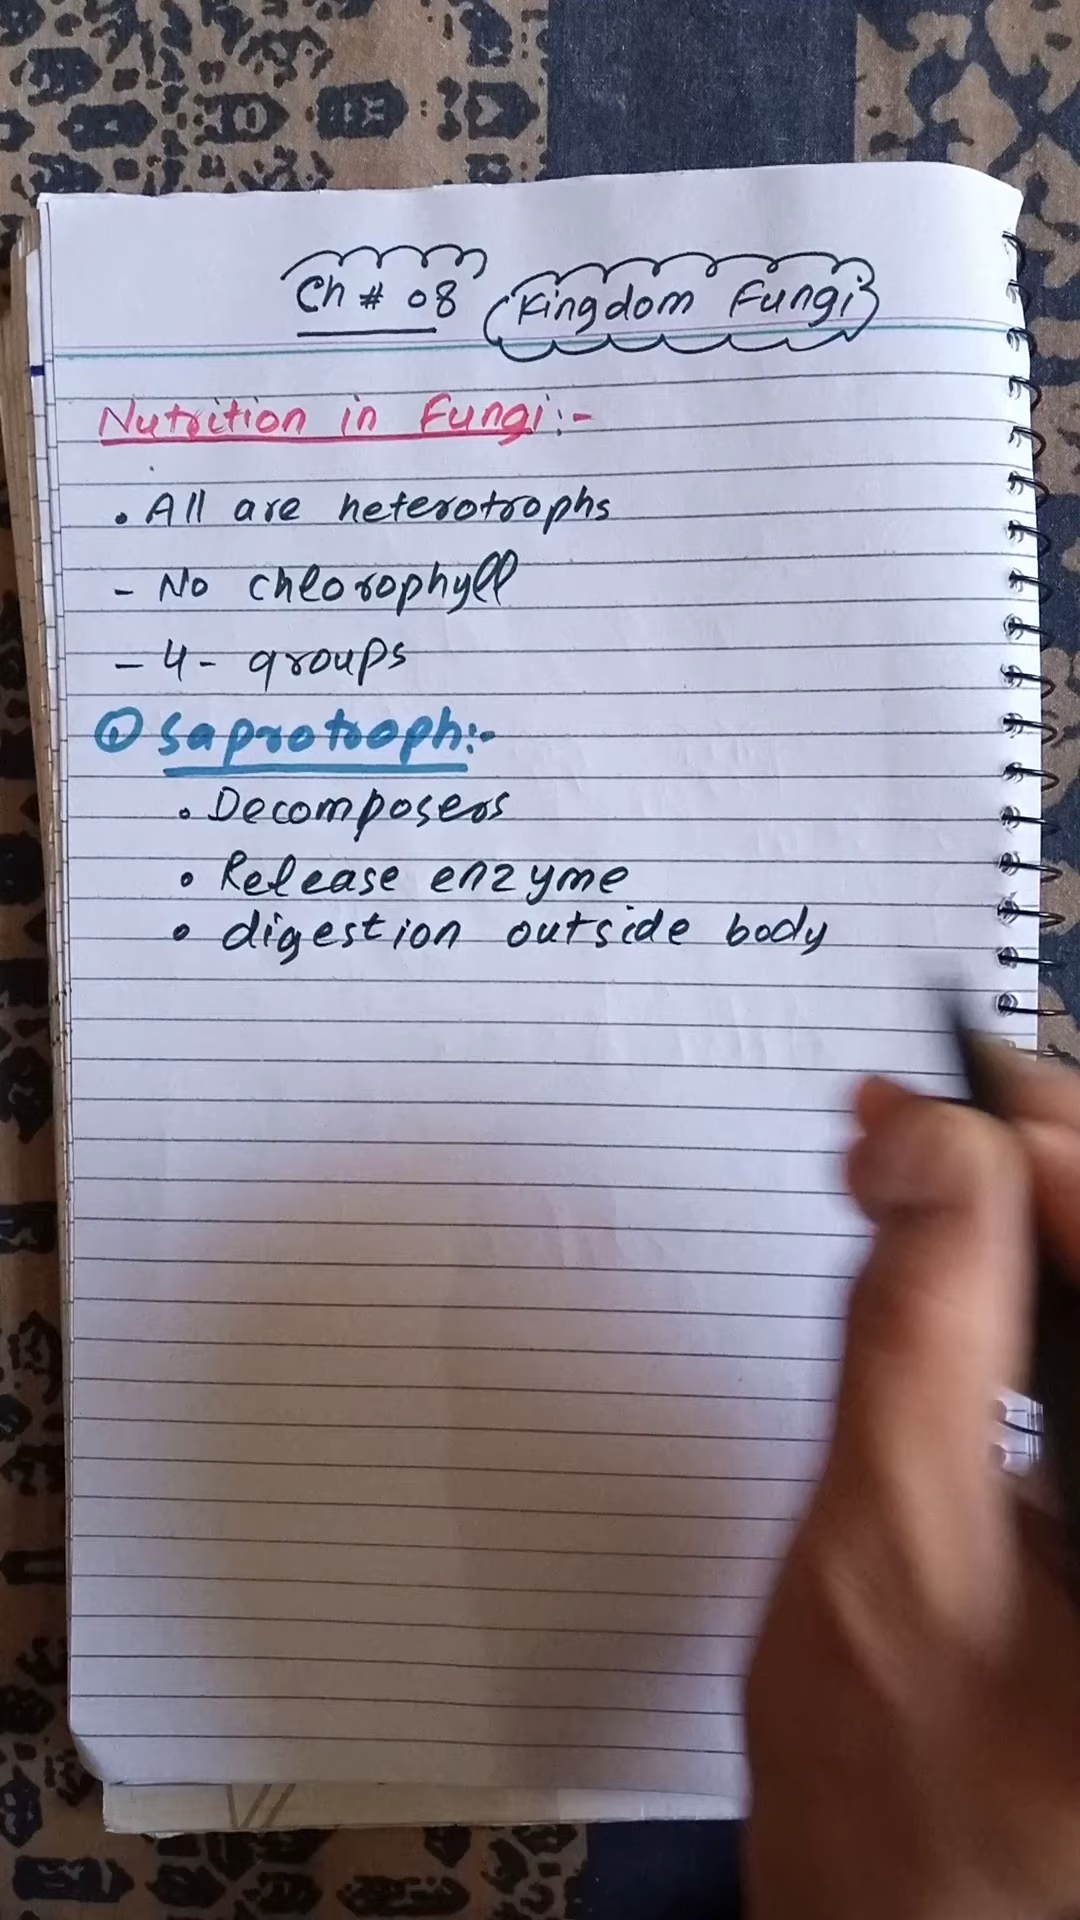 Ch # 08 Kingdom Fungi
Nutrition in Fungi:-
. All are heterotrophs
- No chlorophyll
- 4- groups
① Saprotroph:-
• Decomposers
• Release enzyme
• digestion outside body